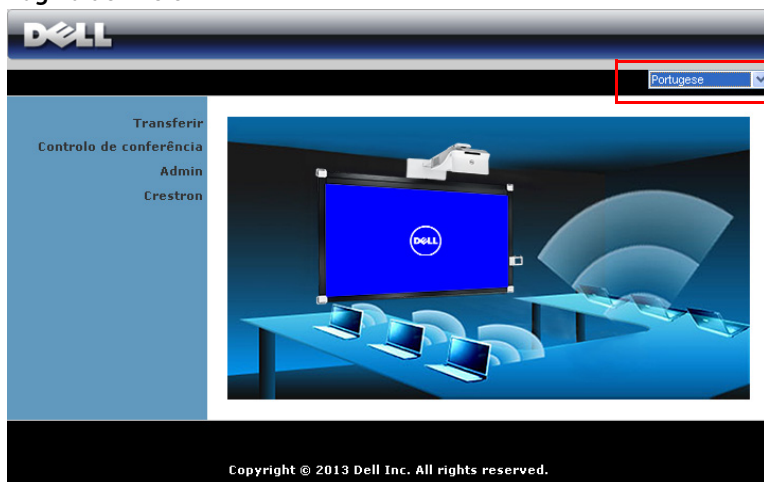 DELL
Portugese
Transferir
Controlo de conferência
Admin
Crestron
DELL
Copyright © 2013 Dell Inc. All rights reserved.